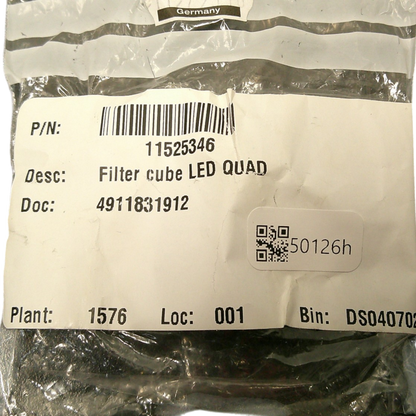 Germany
P/N:
11525346
Desc: Filter cube LED QUAD
Doc: 4911831912
50126h
Plant: 1576 Loc: 001 Bin: DS040702